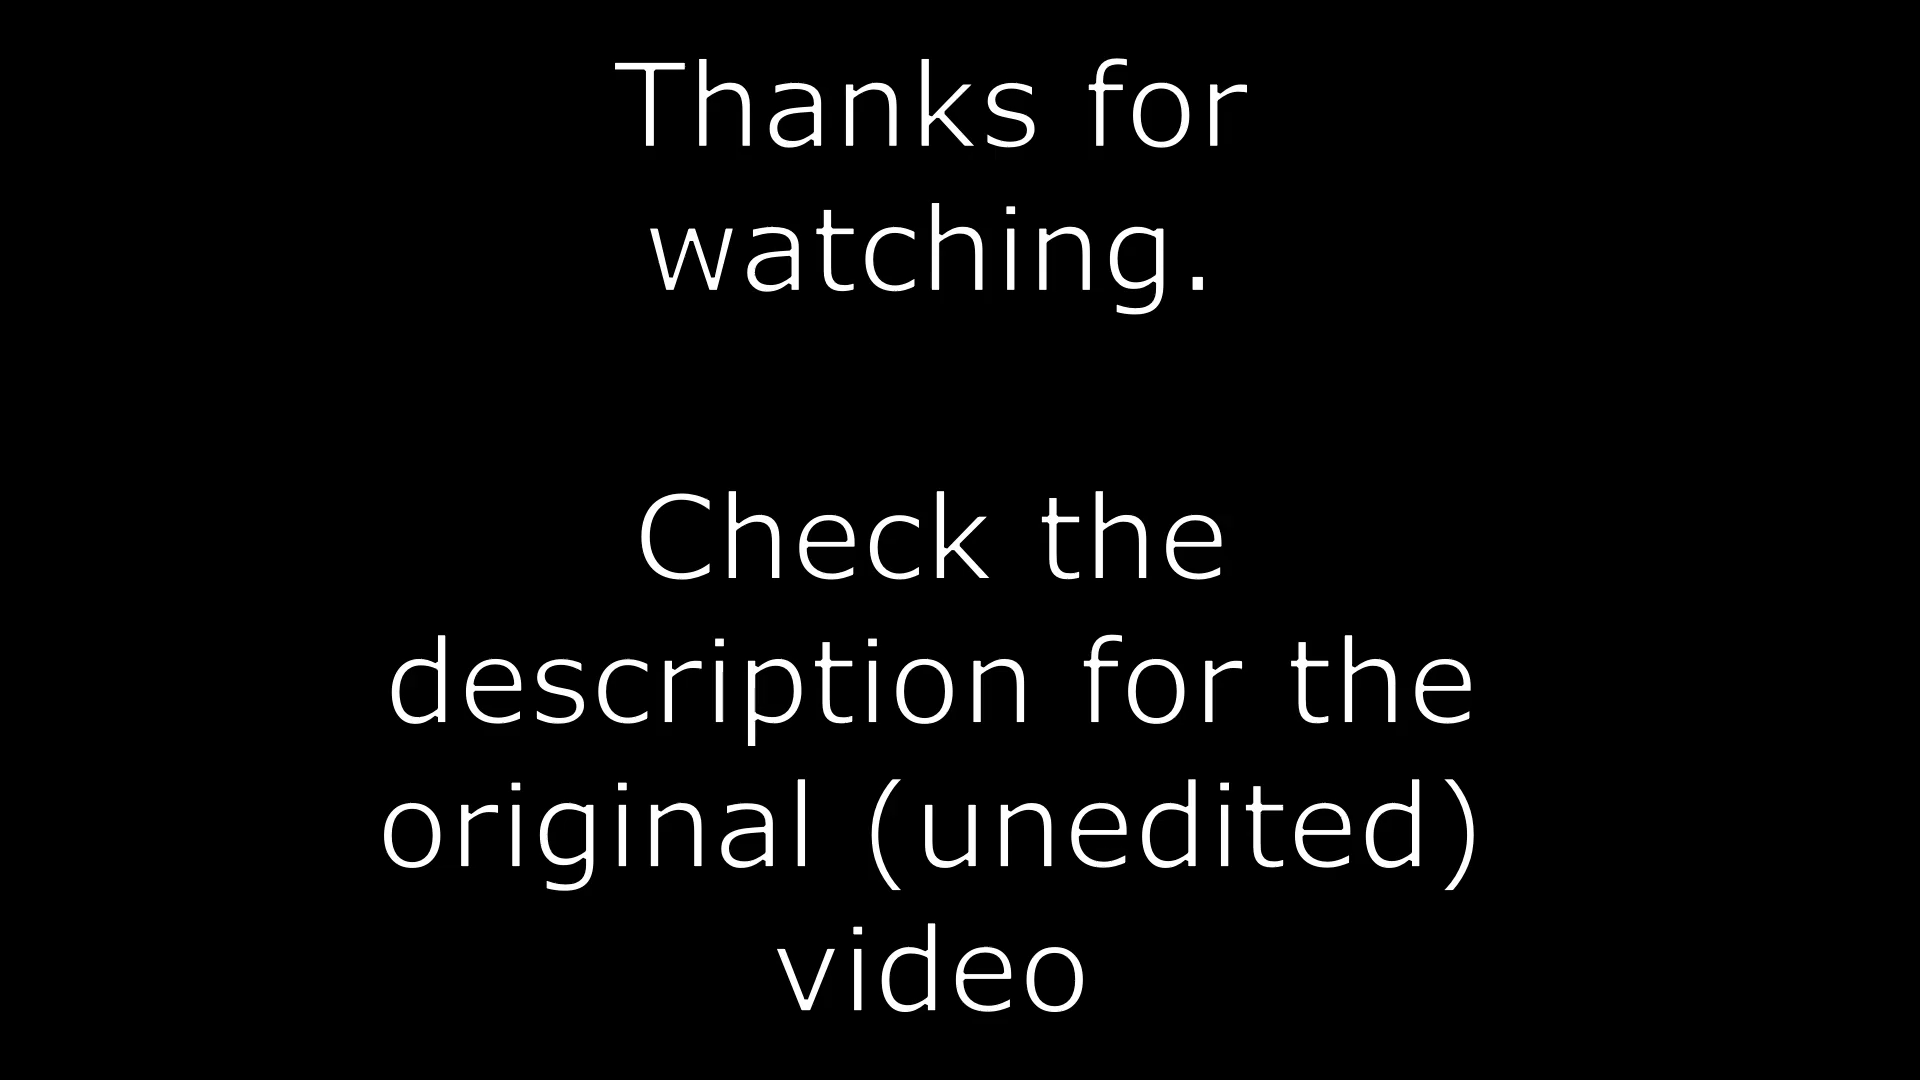 Thanks for
watching.
Check the
description for the
original (unedited)
video